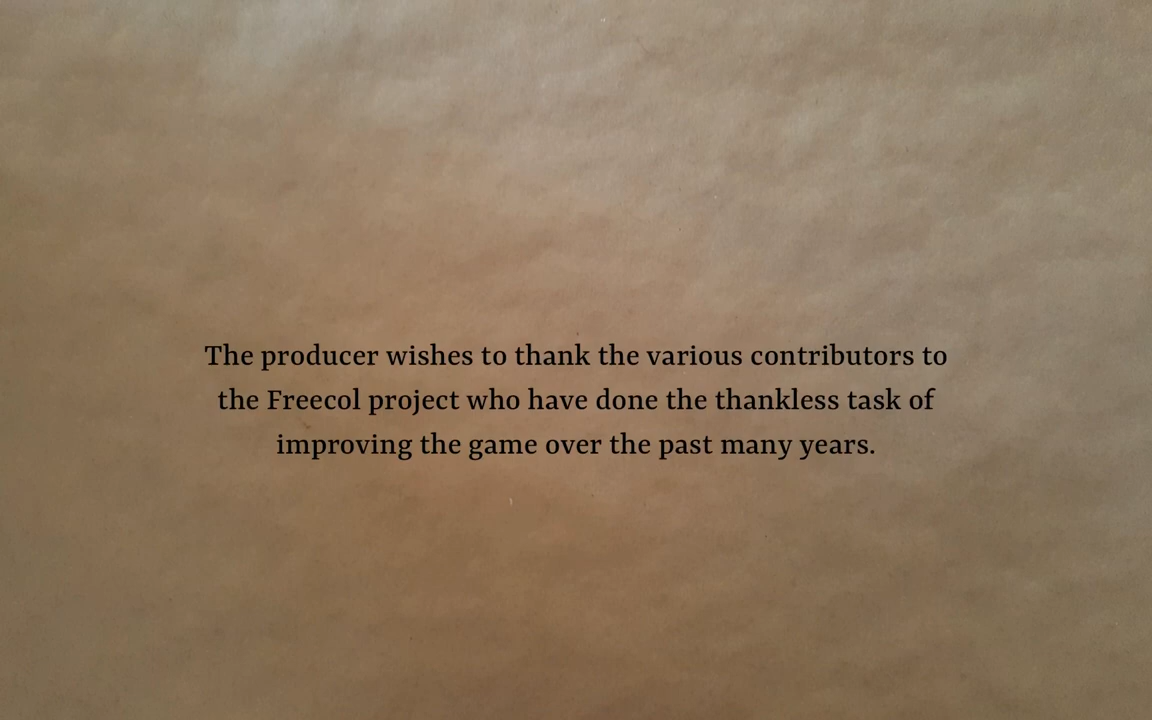 The producer wishes to thank the various contributors to
the Freecol project who have done the thankless task of
improving the game over the past many years.